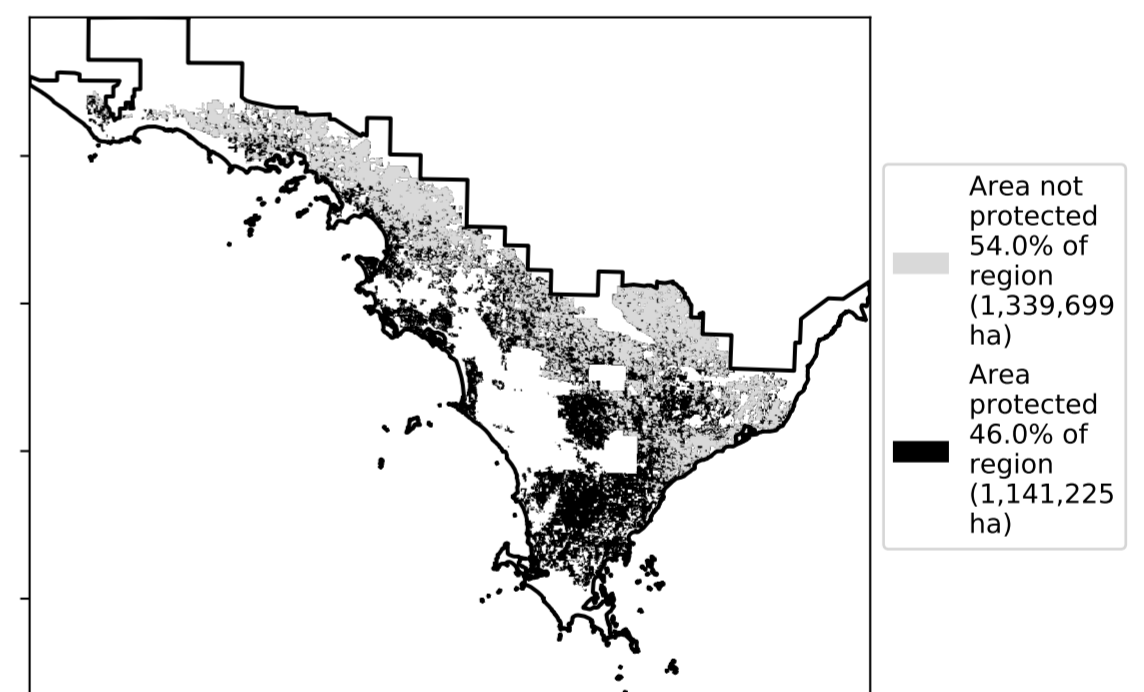 Area not
protected
54.0% of
region
(1,339,699
ha)
Area
protected
46.0% of
region
(1,141,225
ha)